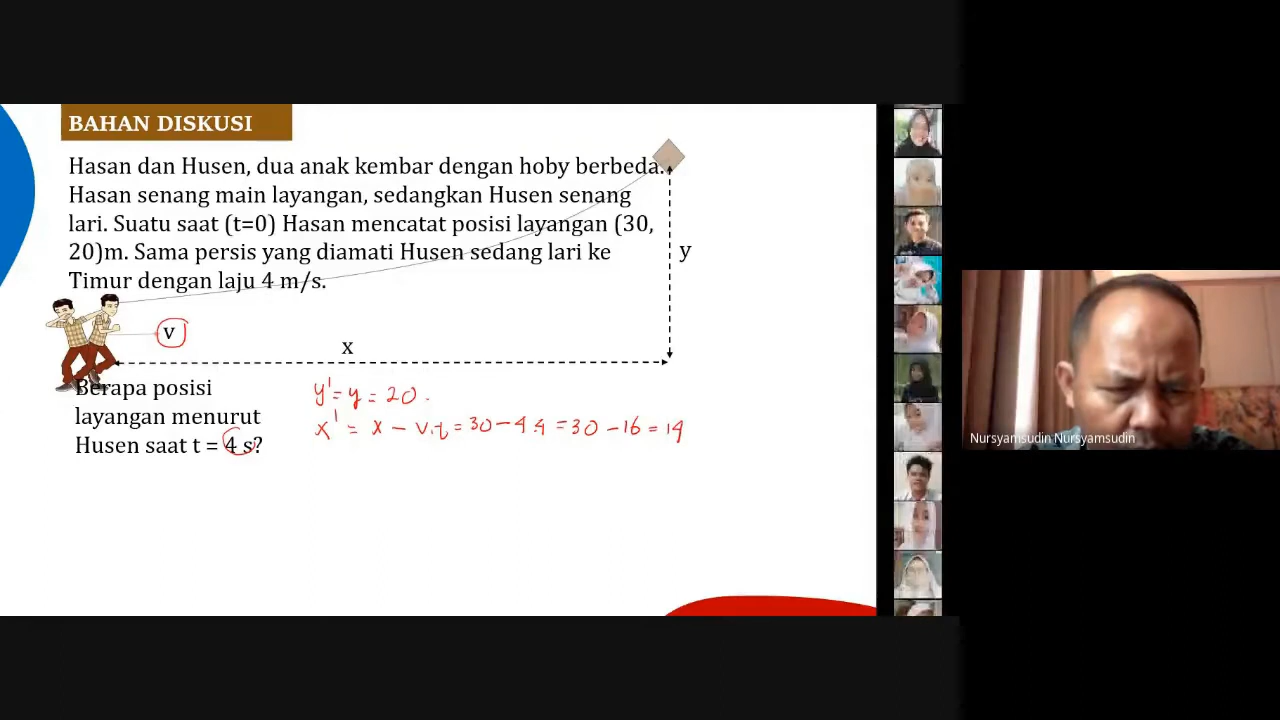 BAHAN DISKUSI
Hasan dan Husen, dua anak kembar dengan hoby berbeda.
Hasan senang main layangan, sedangkan Husen senang
lari. Suatu saat (t=0) Hasan mencatat posisi layangan (30,
20)m. Sama persis yang diamati Husen sedang lari ke
Timur dengan laju 4 m/s.
y
v
x
Berapa posisi
layangan menurut
Husen saat t = 4 s?
y' = y = 20.
x' = x - v.t = 30 - 4 4 = 30 - 16 = 14
Nursyamsudin Nursyamsudin